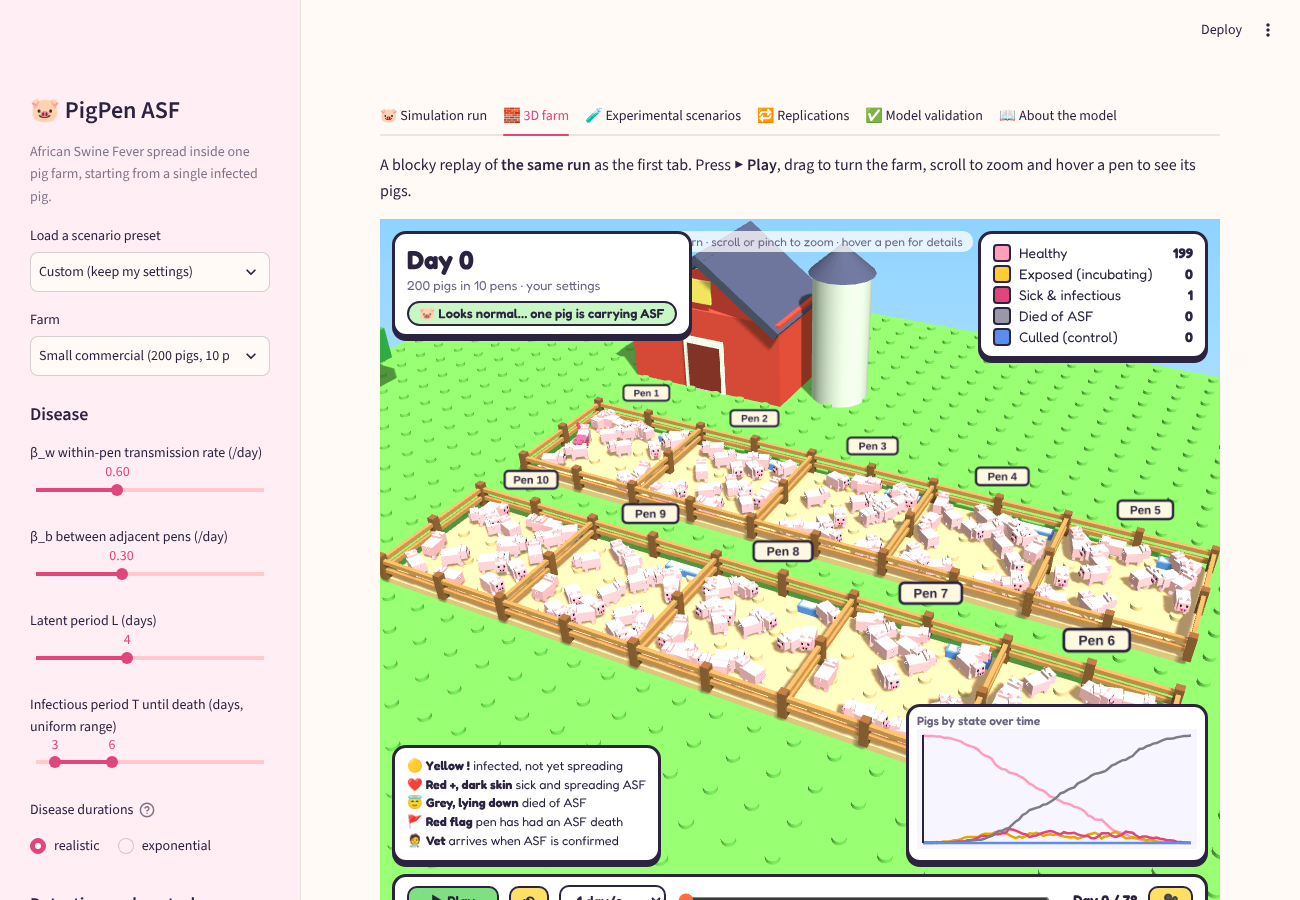 Deploy
🐷 PigPen ASF
African Swine Fever spread inside one
pig farm, starting from a single infected
pig.
Load a scenario preset
Custom (keep my settings)
Farm
Small commercial (200 pigs, 10 p
Disease
β_w within-pen transmission rate (/day)
0.60
β_b between adjacent pens (/day)
0.30
Latent period L (days)
4
Infectious period T until death (days,
uniform range)
3 6
Disease durations
realistic exponential
🐷 Simulation run 🧱 3D farm 🧪 Experimental scenarios 🔁 Replications ✅ Model validation 📖 About the model
A blocky replay of the same run as the first tab. Press ▶ Play, drag to turn the farm, scroll to zoom and hover a pen to see its
pigs.
Day 0
200 pigs in 10 pens · your settings
🐷 Looks normal... one pig is carrying ASF
rn · scroll or pinch to zoom · hover a pen for details
Healthy 199
Exposed (incubating) 0
Sick & infectious 1
Died of ASF 0
Culled (control) 0
Pen 1
Pen 2
Pen 3
Pen 4
Pen 5
Pen 10
Pen 9
Pen 8
Pen 7
Pen 6
🟡 Yellow ! infected, not yet spreading
❤️ Red +, dark skin sick and spreading ASF
😇 Grey, lying down died of ASF
🚩 Red flag pen has had an ASF death
🧑‍⚕️ Vet arrives when ASF is confirmed
Pigs by state over time